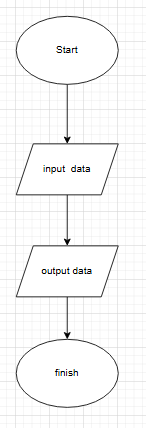 Start
input data
output data
finish